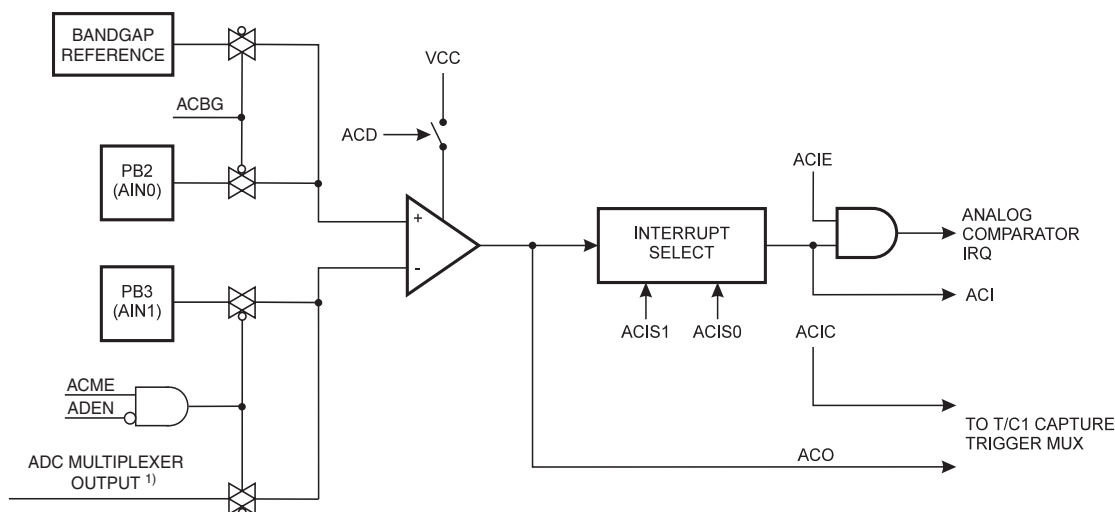 BANDGAP
REFERENCE
VCC
ACBG
ACD
ACIE
PB2
(AIN0)
+
-
INTERRUPT
SELECT
ANALOG
COMPARATOR
IRQ
PB3
(AIN1)
ACI
ACIS1
ACIS0
ACIC
ACME
ADEN
TO T/C1 CAPTURE
TRIGGER MUX
ADC MULTIPLEXER
OUTPUT 1)
ACO